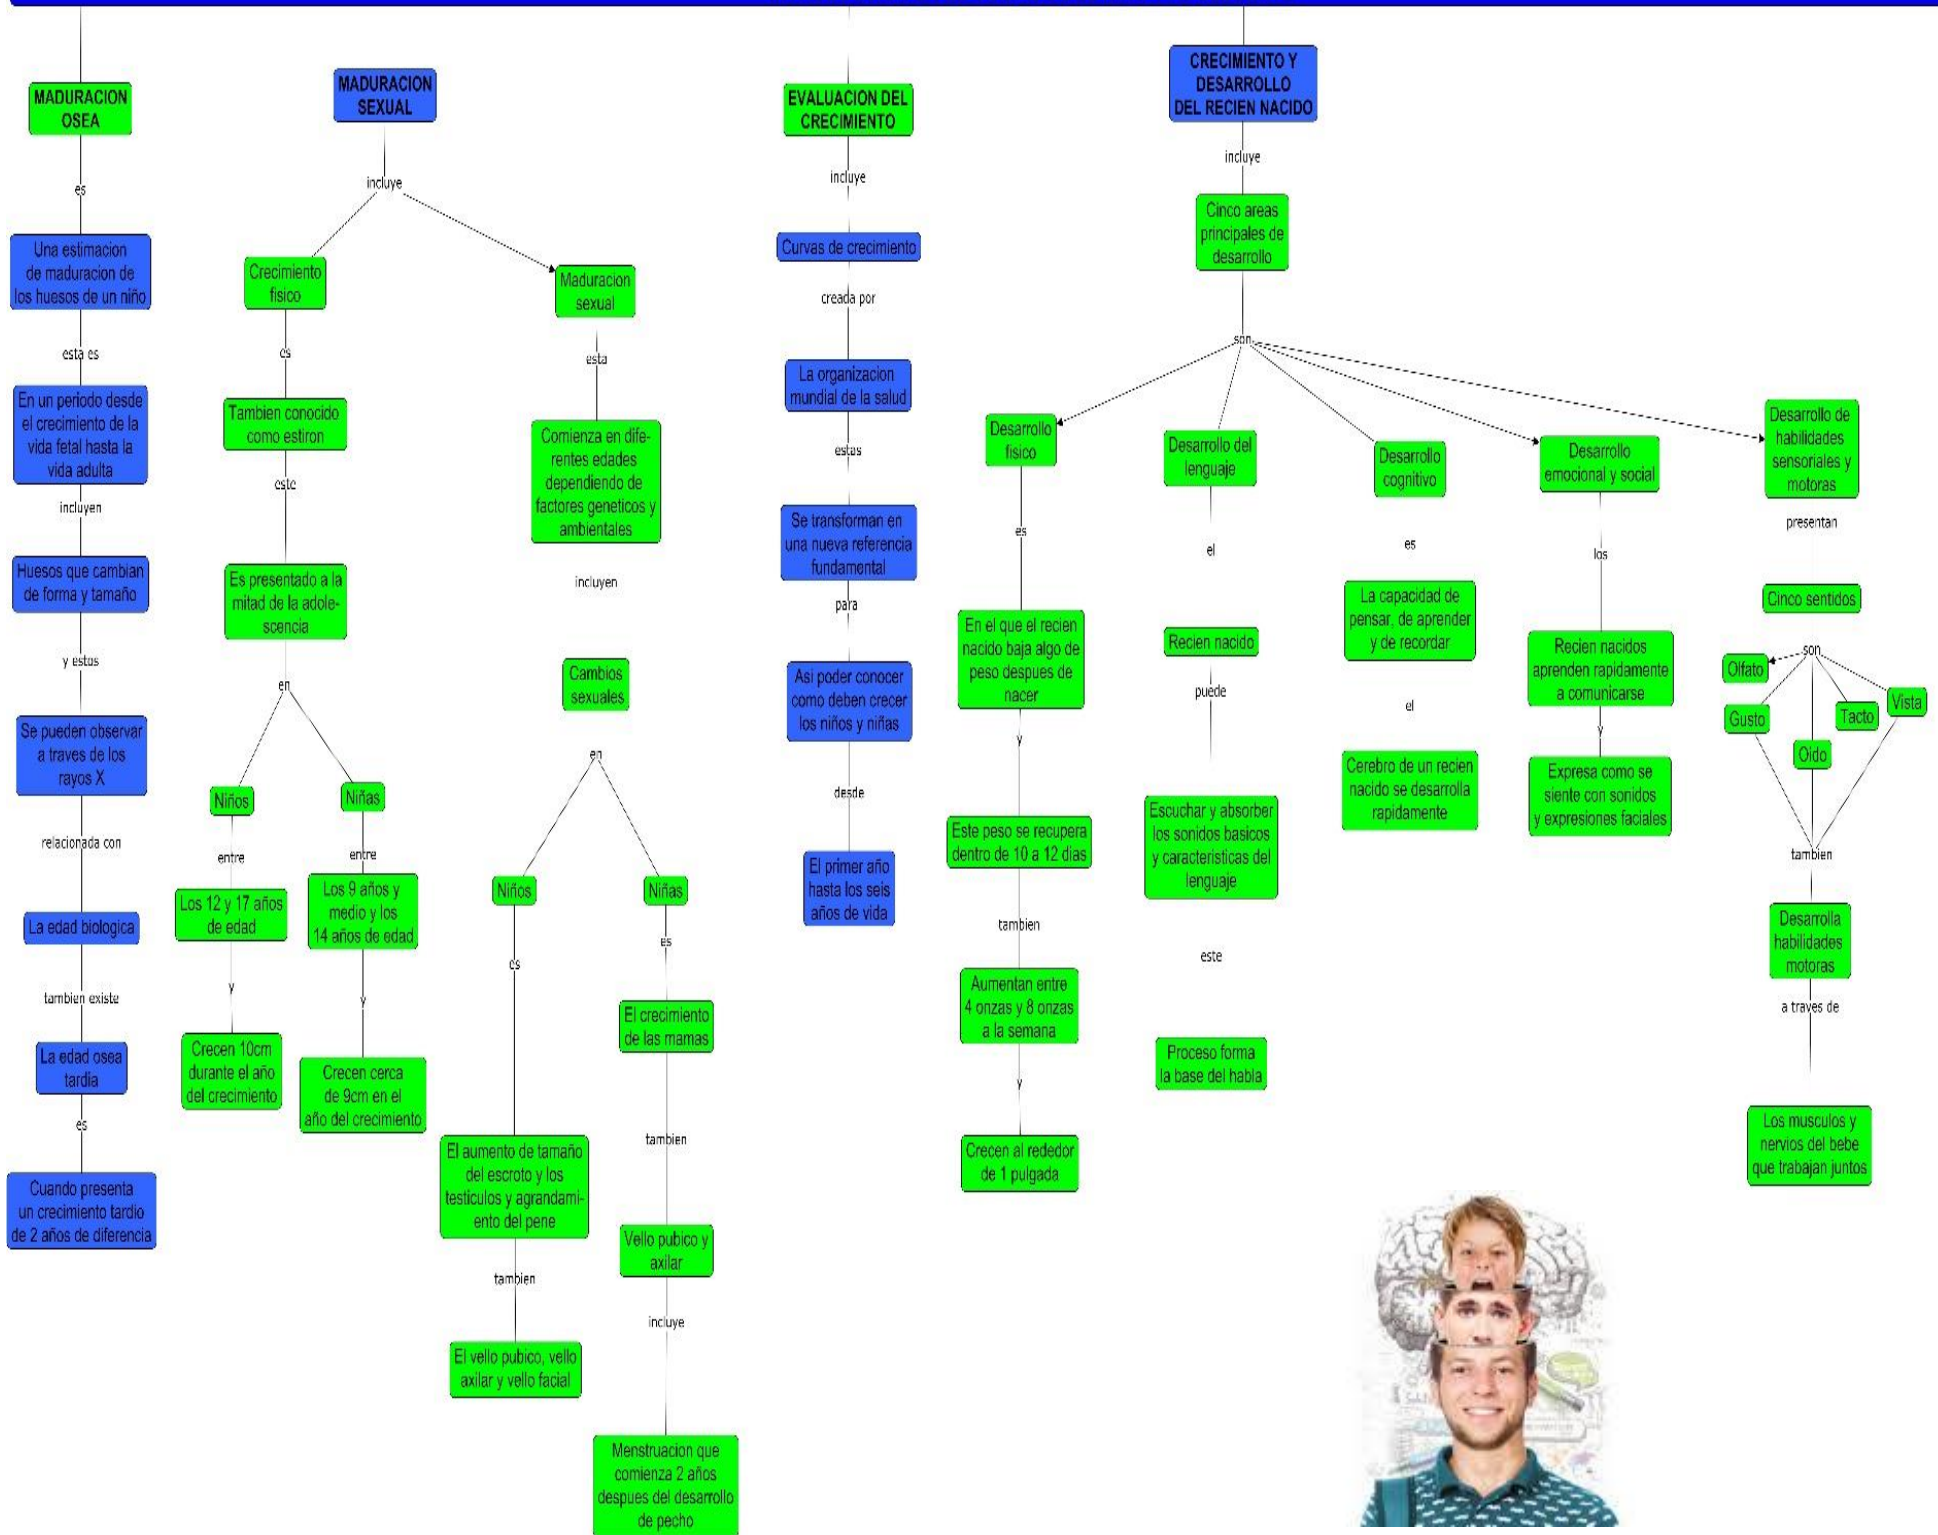 MADURACION
OSEA
es
Una estimacion
de maduracion de
los huesos de un niño
esta es
En un periodo desde
el crecimiento de la
vida fetal hasta la
vida adulta
incluyen
Huesos que cambian
de forma y tamaño
y estos
Se pueden observar
a traves de los
rayos X
relacionada con
La edad biologica
tambien existe
La edad osea
tardia
es
Cuando presenta
un crecimiento tardio
de 2 años de diferencia
MADURACION
SEXUAL
incluye
Crecimiento
fisico
es
Tambien conocido
como estiron
este
Es presentado a la
mitad de la adole-
scencia
en
Niños
entre
Los 12 y 17 años
de edad
y
Crecen 10cm
durante el año
del crecimiento
Niñas
entre
Los 9 años y
medio y los
14 años de edad
y
Crecen cerca
de 9cm en el
año del crecimiento
Maduracion
sexual
esta
Comienza en dife-
rentes edades
dependiendo de
factores geneticos y
ambientales
incluyen
Cambios
sexuales
en
Niños
es
El aumento de tamaño
del escroto y los
testiculos y agrandami-
ento del pene
tambien
El vello pubico, vello
axilar y vello facial
Niñas
es
El crecimiento
de las mamas
tambien
Vello pubico y
axilar
incluye
Menstruacion que
comienza 2 años
despues del desarrollo
de pecho
EVALUACION DEL
CRECIMIENTO
incluye
Curvas de crecimiento
creada por
La organizacion
mundial de la salud
estas
Se transforman en
una nueva referencia
fundamental
para
Asi poder conocer
como deben crecer
los niños y niñas
desde
El primer año
hasta los seis
años de vida
CRECIMIENTO Y
DESARROLLO
DEL RECIEN NACIDO
incluye
Cinco areas
principales de
desarrollo
son
Desarrollo
fisico
es
En el que el recien
nacido baja algo de
peso despues de
nacer
y
Este peso se recupera
dentro de 10 a 12 dias
tambien
Aumentan entre
4 onzas y 8 onzas
a la semana
y
Crecen al rededor
de 1 pulgada
Desarrollo del
lenguaje
el
Recien nacido
puede
Escuchar y absorber
los sonidos basicos
y caracteristicas del
lenguaje
este
Proceso forma
la base del habla
Desarrollo
cognitivo
es
La capacidad de
pensar, de aprender
y de recordar
el
Cerebro de un recien
nacido se desarrolla
rapidamente
Desarrollo
emocional y social
los
Recien nacidos
aprenden rapidamente
a comunicarse
y
Expresa como se
siente con sonidos
y expresiones faciales
Desarrollo de
habilidades
sensoriales y
motoras
presentan
Cinco sentidos
son
Olfato
Gusto
Oido
Tacto
Vista
tambien
Desarrolla
habilidades
motoras
a traves de
Los musculos y
nervios del bebe
que trabajan juntos